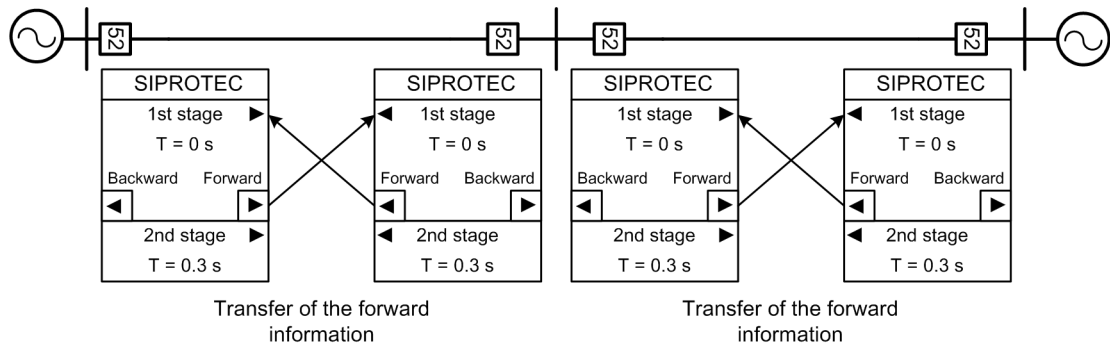 52
52
52
52
SIPROTEC
1st stage
T = 0 s
Backward Forward
2nd stage
T = 0.3 s
SIPROTEC
1st stage
T = 0 s
Forward Backward
2nd stage
T = 0.3 s
SIPROTEC
1st stage
T = 0 s
Backward Forward
2nd stage
T = 0.3 s
SIPROTEC
1st stage
T = 0 s
Forward Backward
2nd stage
T = 0.3 s
Transfer of the forward
information
Transfer of the forward
information